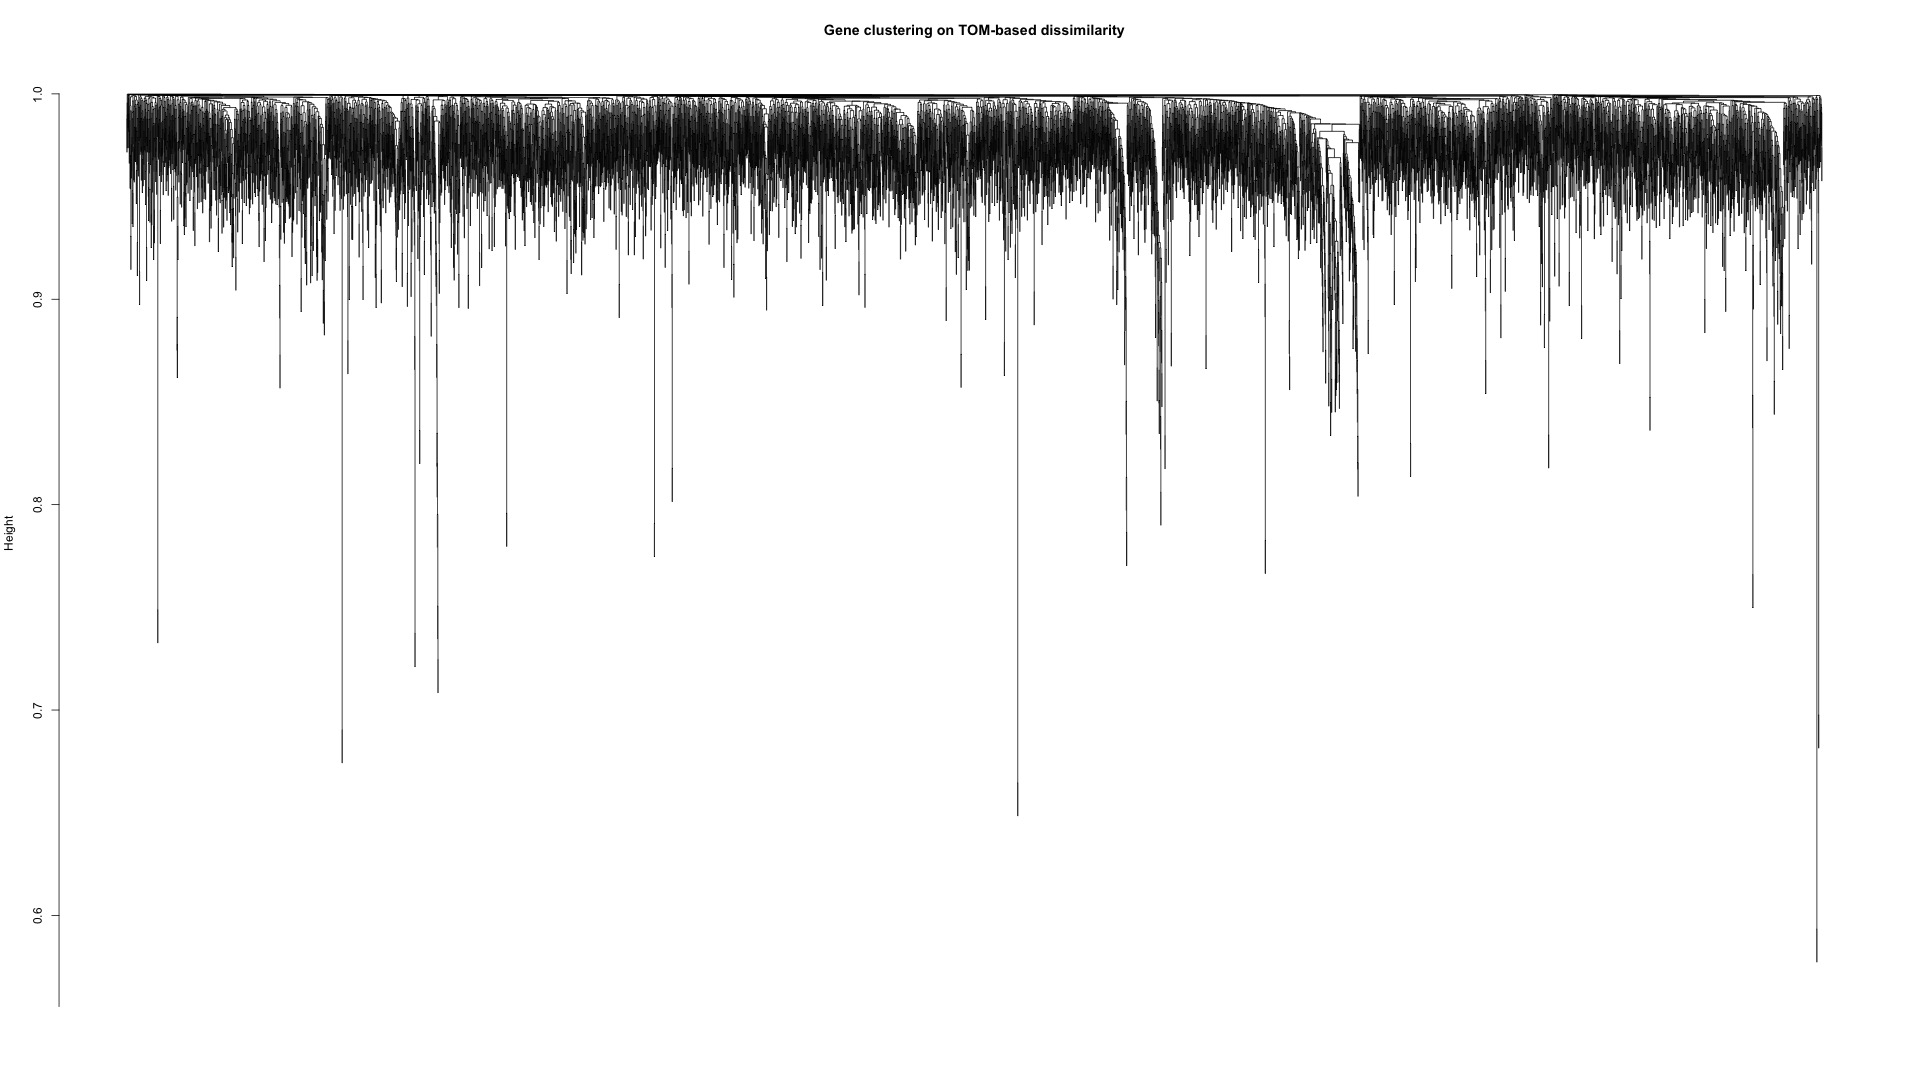 Gene clustering on TOM-based dissimilarity
1.0
0.9
0.8
Height
0.7
0.6